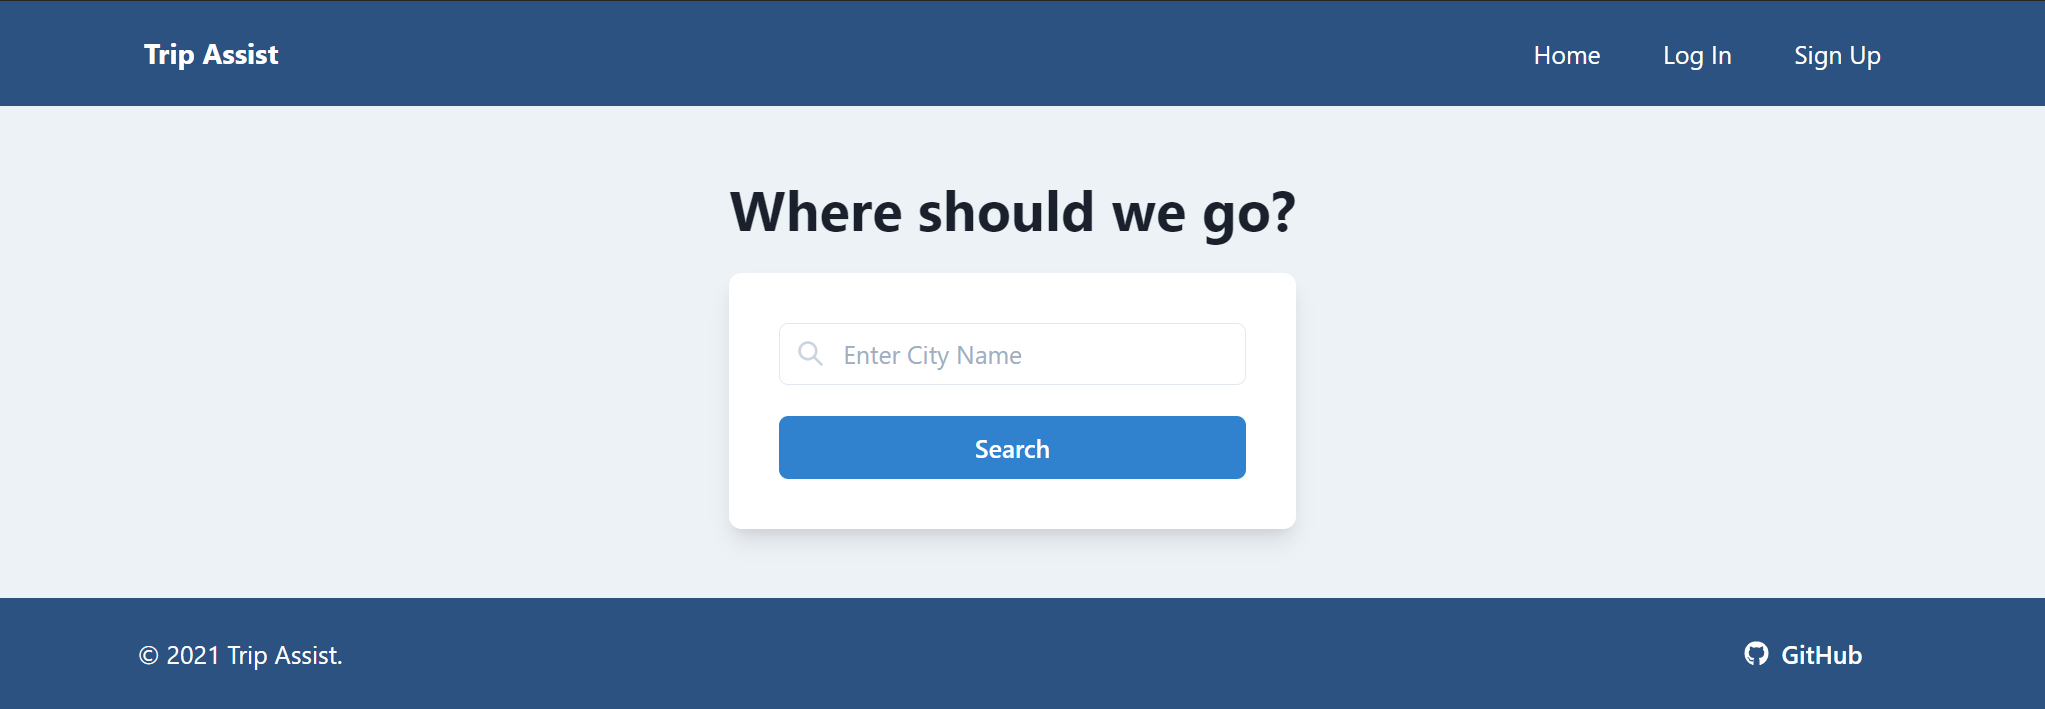 Trip Assist
Home Log In Sign Up
Where should we go?
Enter City Name
Search
© 2021 Trip Assist.
GitHub